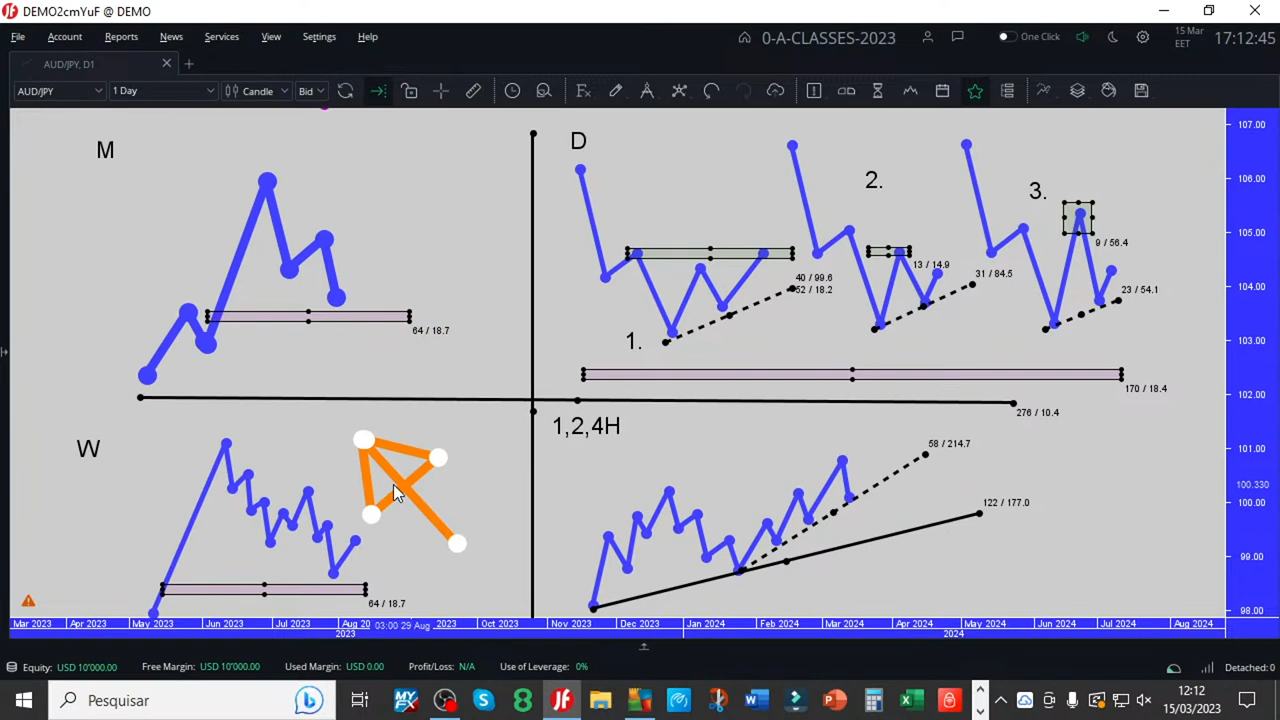 DEMO2cmYuF @ DEMO
File Account Reports News Services View Settings Help
0-A-CLASSES-2023
One Click
15 Mar
EET
17:12:45
AUD/JPY, D1
AUD/JPY
1 Day
Candle
Bid
M
D
2.
3.
1.
9 / 56.4
13 / 14.9
31 / 84.5
40 / 99.6
52 / 18.2
23 / 54.1
64 / 18.7
170 / 18.4
276 / 10.4
W
1,2,4H
58 / 214.7
122 / 177.0
64 / 18.7
107.00
106.00
105.00
104.00
103.00
102.00
101.00
100.330
100.00
99.00
98.00
Mar 2023 Apr 2023 May 2023 Jun 2023 Jul 2023 Aug 20 03:00 29 Aug 2023 Oct 2023 Nov 2023 Dec 2023 Jan 2024 Feb 2024 Mar 2024 Apr 2024 May 2024 Jun 2024 Jul 2024 Aug 2024
2023 2024
Equity: USD 10'000.00 Free Margin: USD 10'000.00 Used Margin: USD 0.00 Profit/Loss: N/A Use of Leverage: 0% Detached: 0
Pesquisar
12:12
15/03/2023